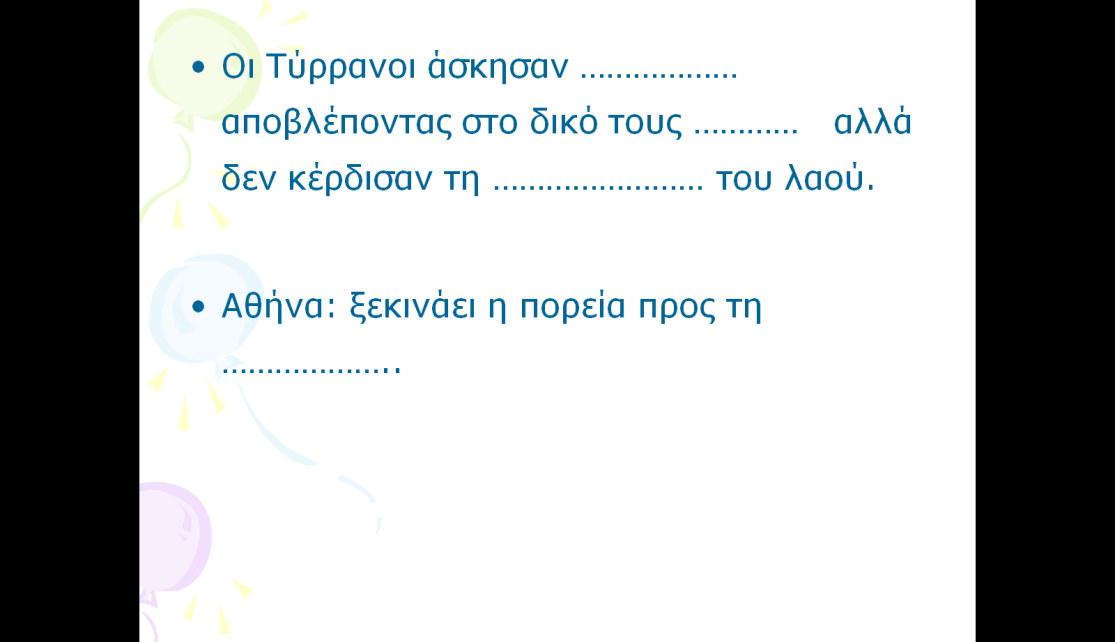 • Οι Τύρρανοι άσκησαν ………………
αποβλέποντας στο δικό τους ………… αλλά
δεν κέρδισαν τη …………………… του λαού.
• Αθήνα: ξεκινάει η πορεία προς τη
………………..